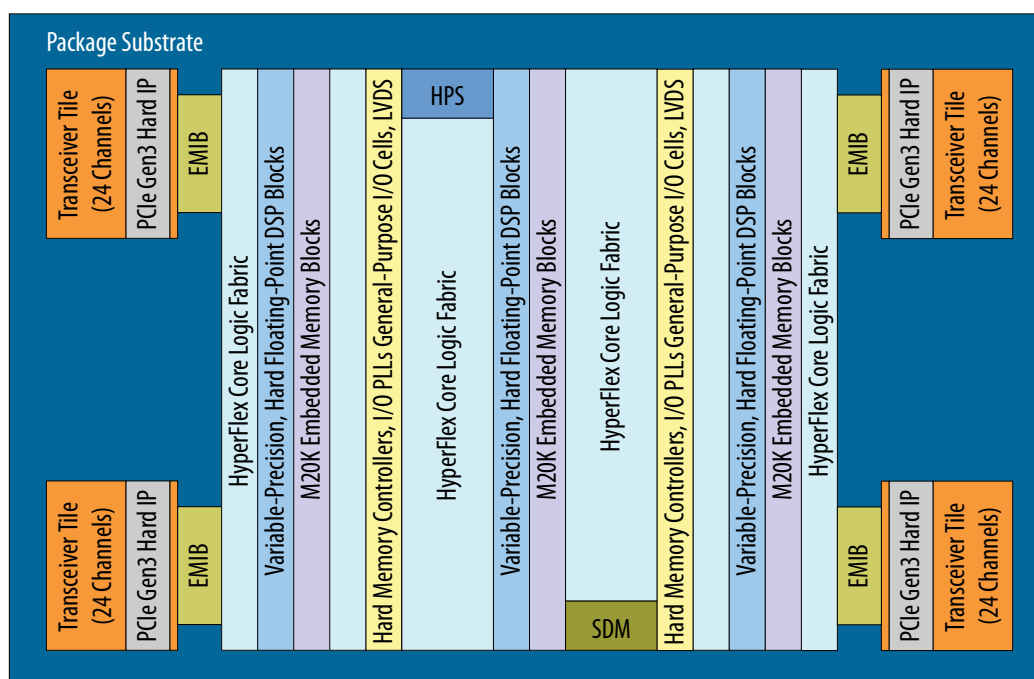 Package Substrate
Transceiver Tile
(24 Channels)
PCIe Gen3 Hard IP
EMIB
Transceiver Tile
(24 Channels)
PCIe Gen3 Hard IP
EMIB
HyperFlex Core Logic Fabric
Variable-Precision, Hard Floating-Point DSP Blocks
M20K Embedded Memory Blocks
Hard Memory Controllers, I/O PLLs General-Purpose I/O Cells, LVDS
HPS
HyperFlex Core Logic Fabric
Variable-Precision, Hard Floating-Point DSP Blocks
M20K Embedded Memory Blocks
HyperFlex Core Logic Fabric
SDM
Hard Memory Controllers, I/O PLLs General-Purpose I/O Cells, LVDS
Variable-Precision, Hard Floating-Point DSP Blocks
M20K Embedded Memory Blocks
HyperFlex Core Logic Fabric
EMIB
PCIe Gen3 Hard IP
Transceiver Tile
(24 Channels)
EMIB
PCIe Gen3 Hard IP
Transceiver Tile
(24 Channels)